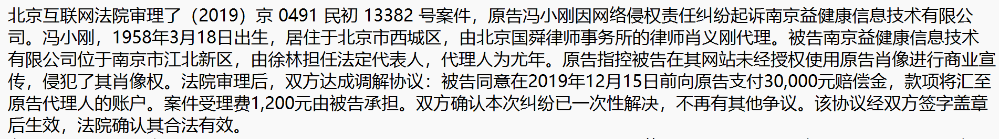 北京互联网法院审理了（2019）京 0491 民初 13382 号案件，原告冯小刚因网络侵权责任纠纷起诉南京益健康信息技术有限公
司。冯小刚，1958年3月18日出生，居住于北京市西城区，由北京国舜律师事务所的律师肖义刚代理。被告南京益健康信息技术
有限公司位于南京市江北新区，由徐林担任法定代表人，代理人为尤年。原告指控被告在其网站未经授权使用原告肖像进行商业宣
传，侵犯了其肖像权。法院审理后，双方达成调解协议：被告同意在2019年12月15日前向原告支付30,000元赔偿金，款项将汇至
原告代理人的账户。案件受理费1,200元由被告承担。双方确认本次纠纷已一次性解决，不再有其他争议。该协议经双方签字盖章
后生效，法院确认其合法有效。